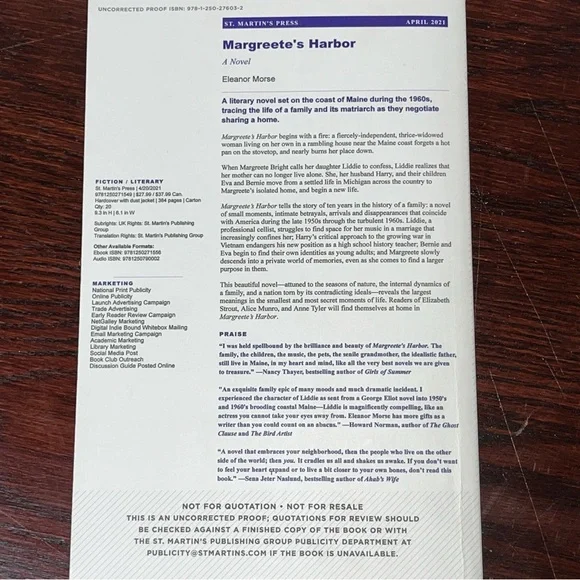 UNCORRECTED PROOF ISBN: 978-1-250-27603-2
ST. MARTIN'S PRESS APRIL 2021
Margreete's Harbor
A Novel
Eleanor Morse
A literary novel set on the coast of Maine during the 1960s,
tracing the life of a family and its matriarch as they negotiate
sharing a home.
Margreete's Harbor begins with a fire: a fiercely-independent, thrice-widowed
woman living on her own in a rambling house near the Maine coast forgets a hot
pan on the stovetop, and nearly burns her place down.
When Margreete Bright calls her daughter Liddie to confess, Liddie realizes that
her mother can no longer live alone. She, her husband Harry, and their children
Eva and Bernie move from a settled life in Michigan across the country to
Margreete's isolated home, and begin a new life.
Margreete's Harbor tells the story of ten years in the history of a family: a novel
of small moments, intimate betrayals, arrivals and disappearances that coincide
with America during the late 1950s through the turbulent 1960s. Liddie, a
professional cellist, struggles to find space for her music in a marriage that
increasingly confines her; Harry's critical approach to the growing war in
Vietnam endangers his new position as a high school history teacher; Bernie and
Eva begin to find their own identities as young adults; and Margreete slowly
descends into a private world of memories, even as she comes to find a larger
purpose in them.
This beautiful novel—attuned to the seasons of nature, the internal dynamics of
a family, and a nation torn by its contradicting ideals—reveals the largest
meanings in the smallest and most secret moments of life. Readers of Elizabeth
Strout, Alice Munro, and Anne Tyler will find themselves at home in
Margreete's Harbor.
PRAISE
"I was held spellbound by the brilliance and beauty of Margreete's Harbor. The
family, the children, the music, the pets, the senile grandmother, the idealistic father,
still live in Maine, in my heart and mind, like all the very best novels we are given
to treasure." —Nancy Thayer, bestselling author of Girls of Summer
"An exquisite family epic of many moods and much dramatic incident. I
experienced the character of Liddie as sent from a George Eliot novel into 1950's
and 1960's brooding coastal Maine—Liddie is magnificently compelling, like an
actress you cannot take your eyes away from. Eleanor Morse has more gifts as a
writer than you could count on an abacus." —Howard Norman, author of The Ghost
Clause and The Bird Artist
"A novel that embraces your neighborhood, then the people who live on the other
side of the world; then you. It cradles us all and shakes us awake. If you don't want
to feel your heart expand or to live a bit closer to your own bones, don't read this
book." —Sena Jeter Naslund, bestselling author of Ahab's Wife
FICTION / LITERARY
St. Martin's Press | 4/20/2021
9781250271549 | $27.99 / $37.99 Can.
Hardcover with dust jacket | 384 pages | Carton
Qty: 20
9.3 in H | 6.1 in W
Subrights: UK Rights: St. Martin's Publishing
Group
Translation Rights: St. Martin's Publishing Group
Other Available Formats:
Ebook ISBN: 9781250271556
Audio ISBN: 9781250790002
MARKETING
National Print Publicity
Online Publicity
Launch Advertising Campaign
Trade Advertising
Early Reader Review Campaign
NetGalley Marketing
Digital Indie Bound Whitebox Mailing
Email Marketing Campaign
Academic Marketing
Library Marketing
Social Media Post
Book Club Outreach
Discussion Guide Posted Online
NOT FOR QUOTATION • NOT FOR RESALE
THIS IS AN UNCORRECTED PROOF; QUOTATIONS FOR REVIEW SHOULD
BE CHECKED AGAINST A FINISHED COPY OF THE BOOK OR WITH
THE ST. MARTIN'S PUBLISHING GROUP PUBLICITY DEPARTMENT AT
PUBLICITY@STMARTINS.COM IF THE BOOK IS UNAVAILABLE.